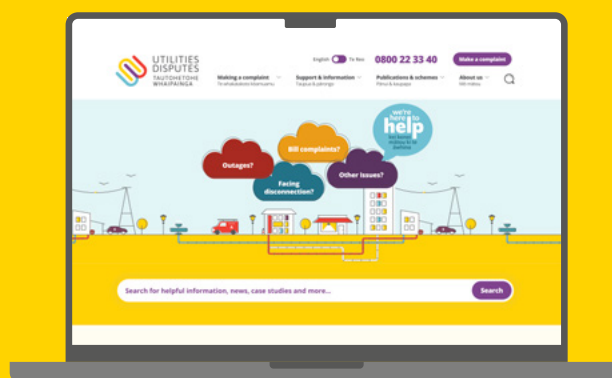 UTILITIES
DISPUTES
TAUTOHETOHE
WHAIPAINGA
English
Te Reo
0800 22 33 40
Make a complaint
Making a complaint
Support & Information
Publications & schemes
About us
Bill complaints?
we're
here to
help
Outages?
Other Issues?
Facing
disconnection?
Search for helpful information, news, case studies and more...
Search